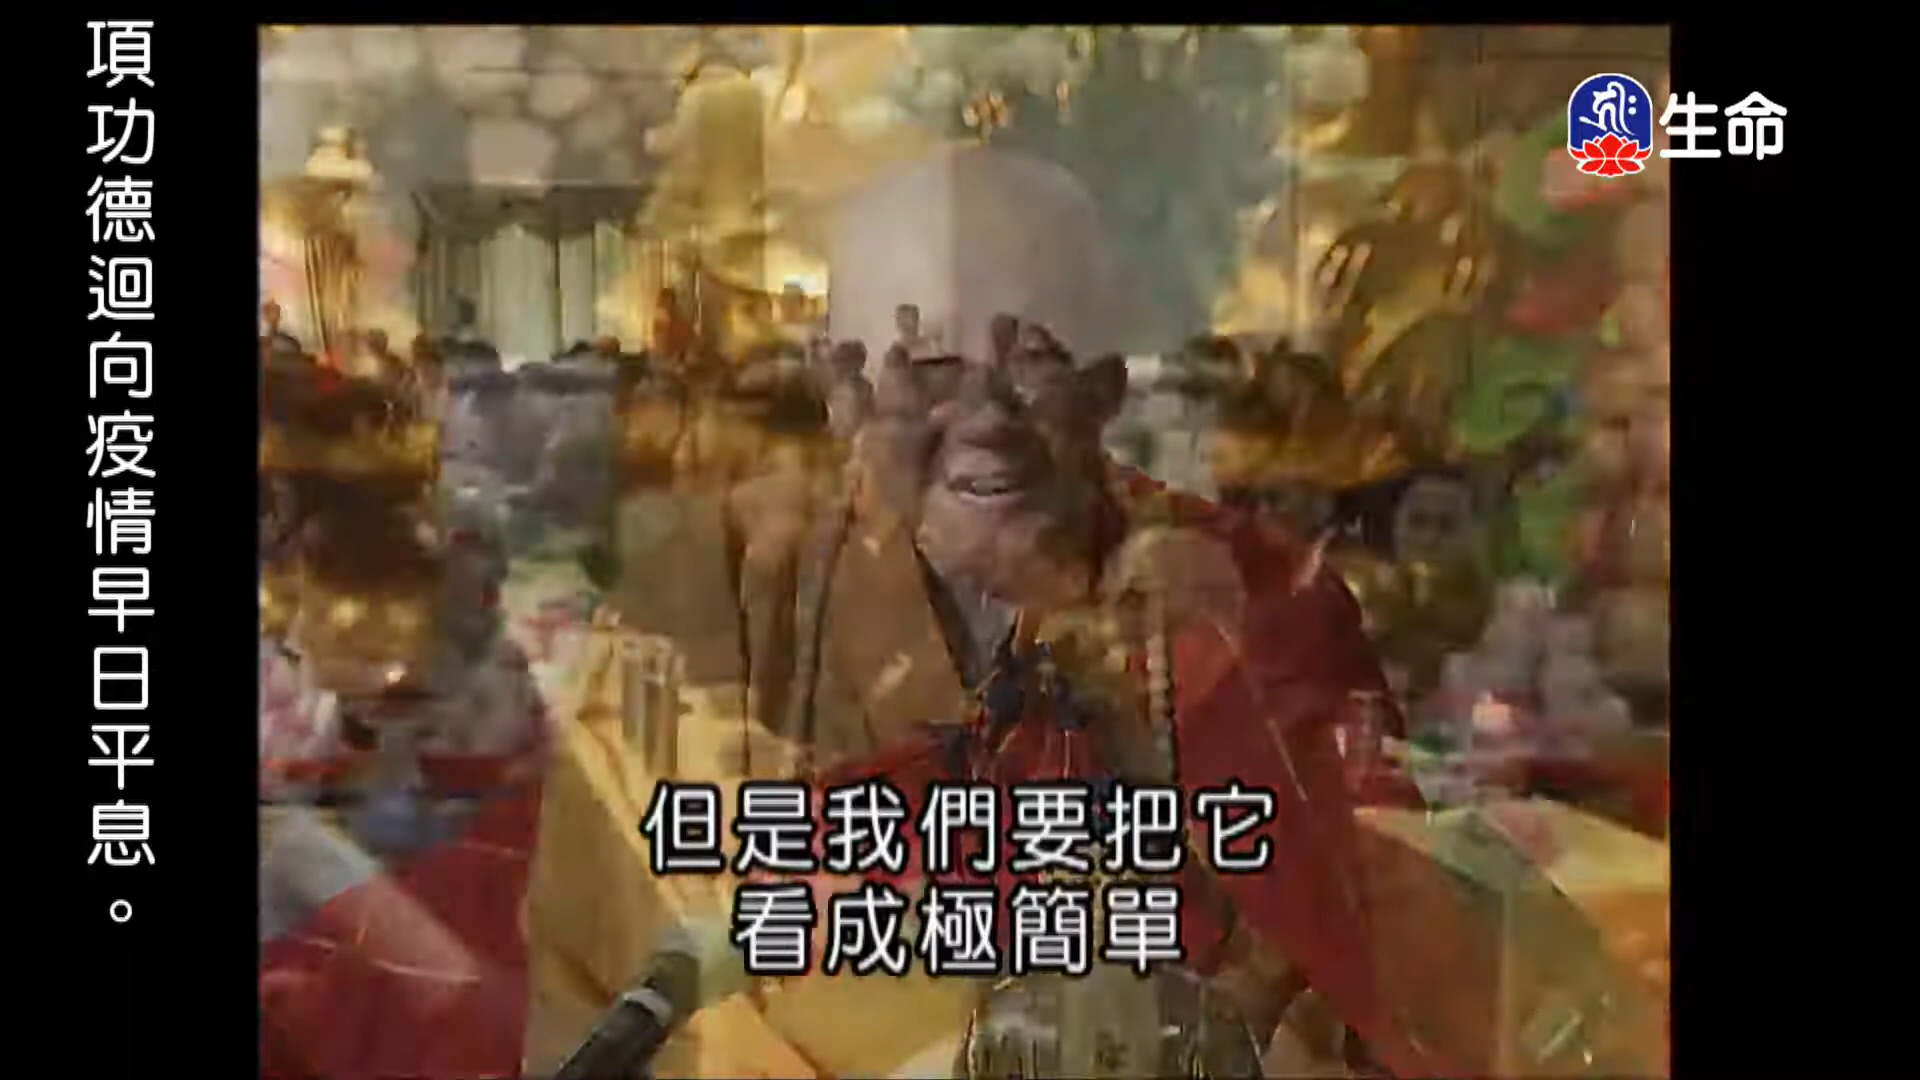 項功德迴向疫情早日平息。
生命
但是我們要把它
看成極簡單